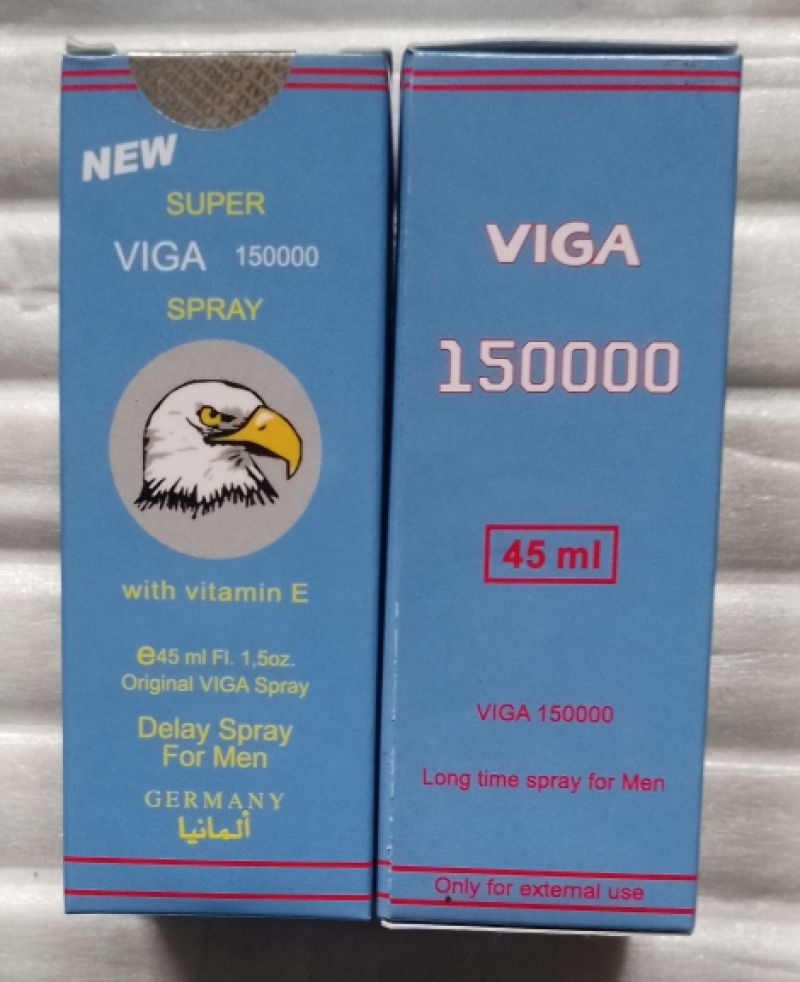 NEW
SUPER
VIGA 150000
SPRAY
with vitamin E
e45 ml Fl. 1,5oz.
Original VIGA Spray
Delay Spray
For Men
GERMANY
ألمانيا
VIGA
150000
45 ml
VIGA 150000
Long time spray for Men
Only for external use